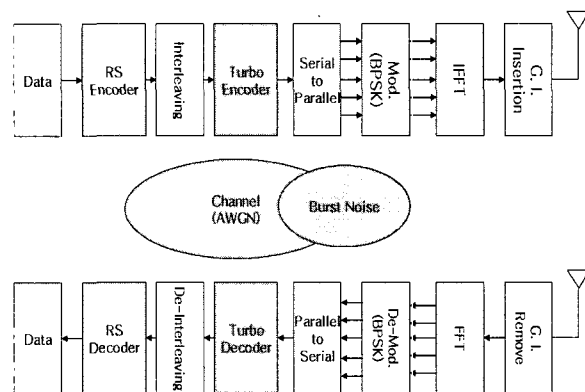 Data
RS
Encoder
Interleaving
Turbo
Encoder
Serial
to
Parallel
Mod.
(BPSK)
IFFT
G. I.
Insertion
Channel
(AWGN)
Burst Noise
Data
RS
Decoder
De-Interleaving
Turbo
Decoder
Parallel
to
Serial
De-Mod.
(BPSK)
FFT
G. I.
Remove